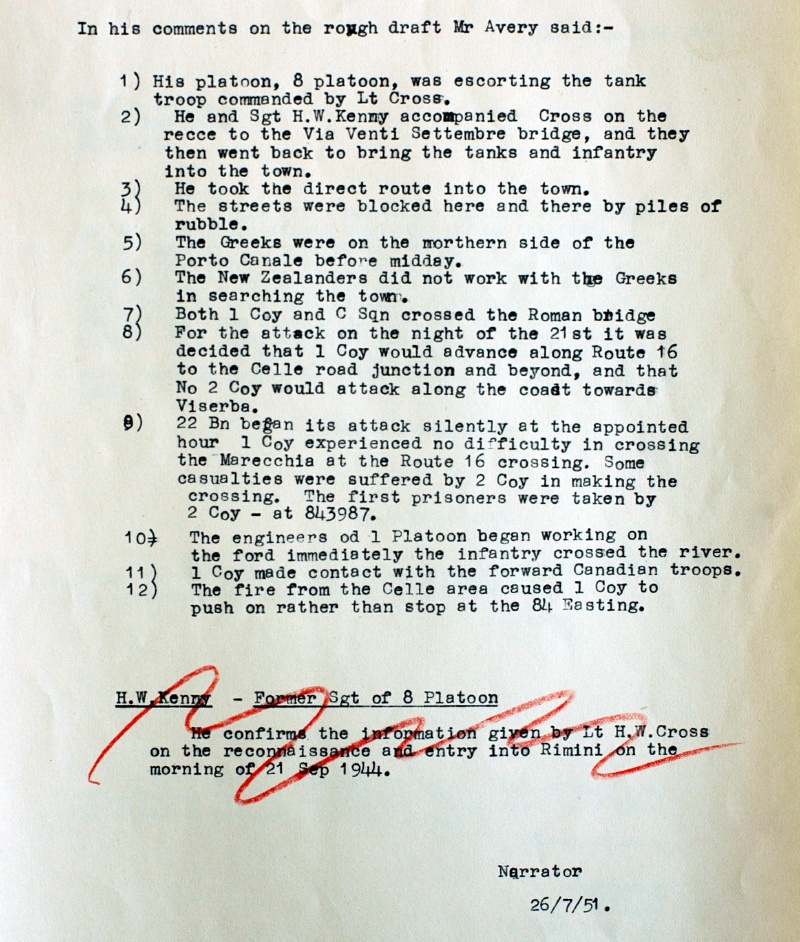 In his comments on the rough draft Mr Avery said:-
1) His platoon, 8 platoon, was escorting the tank
troop commanded by Lt Cross.
2) He and Sgt H.W.Kenny accompanied Cross on the
recce to the Via Venti Settembre bridge, and they
then went back to bring the tanks and infantry
into the town.
3) He took the direct route into the town.
4) The streets were blocked here and there by piles of
rubble.
5) The Greeks were on the northern side of the
Porto Canale before midday.
6) The New Zealanders did not work with the Greeks
in searching the town.
7) Both 1 Coy and C Sqn crossed the Roman bridge
8) For the attack on the night of the 21st it was
decided that 1 Coy would advance along Route 16
to the Celle road junction and beyond, and that
No 2 Coy would attack along the coast towards
Viserba.
9) 22 Bn began its attack silently at the appointed
hour 1 Coy experienced no difficulty in crossing
the Marecchia at the Route 16 crossing. Some
casualties were suffered by 2 Coy in making the
crossing. The first prisoners were taken by
2 Coy - at 843987.
10) The engineers od 1 Platoon began working on
the ford immediately the infantry crossed the river.
11) 1 Coy made contact with the forward Canadian troops.
12) The fire from the Celle area caused 1 Coy to
push on rather than stop at the 84 Easting.
H.W.Kenny - Former Sgt of 8 Platoon
He confirms the information given by Lt H.W.Cross
on the reconnaissance and entry into Rimini on the
morning of 21 Sep 1944.
Narrator
26/7/51.